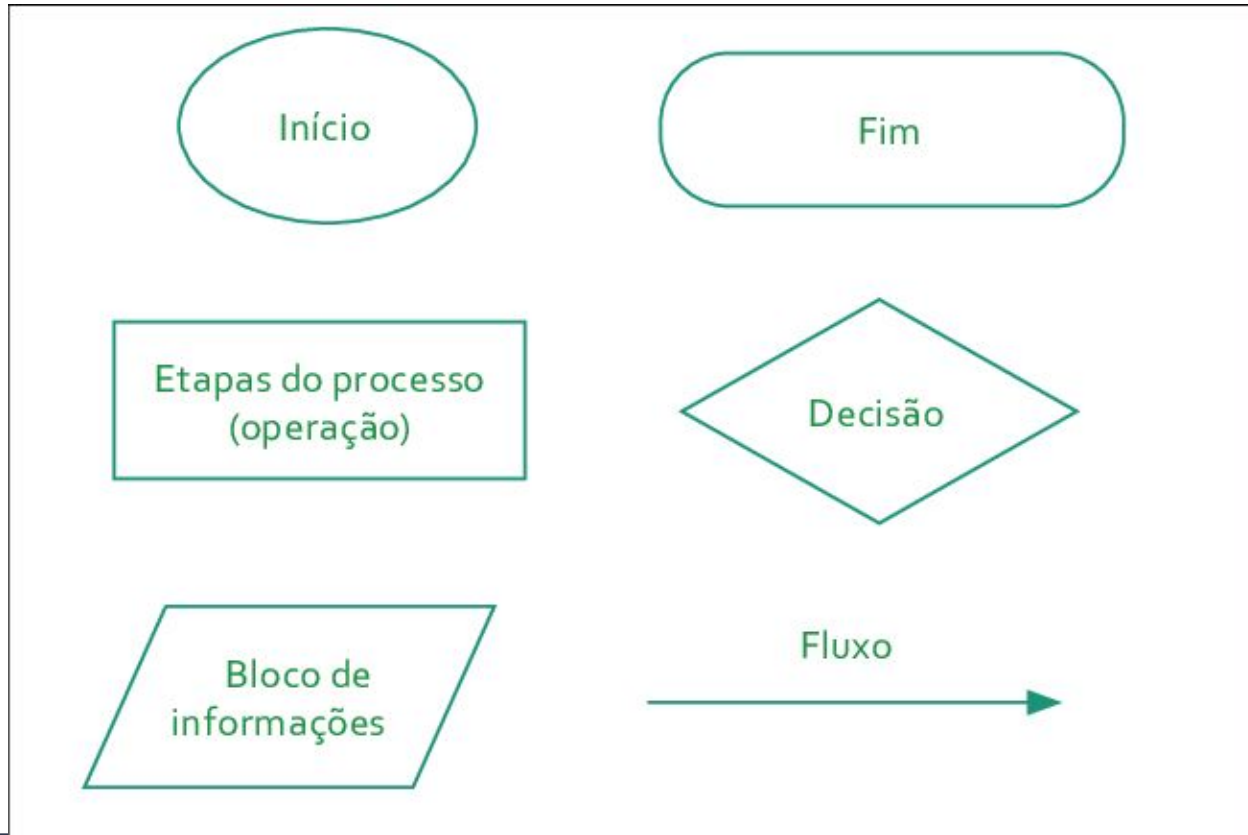 Início
Fim
Etapas do processo
(operação)
Decisão
Bloco de
informações
Fluxo